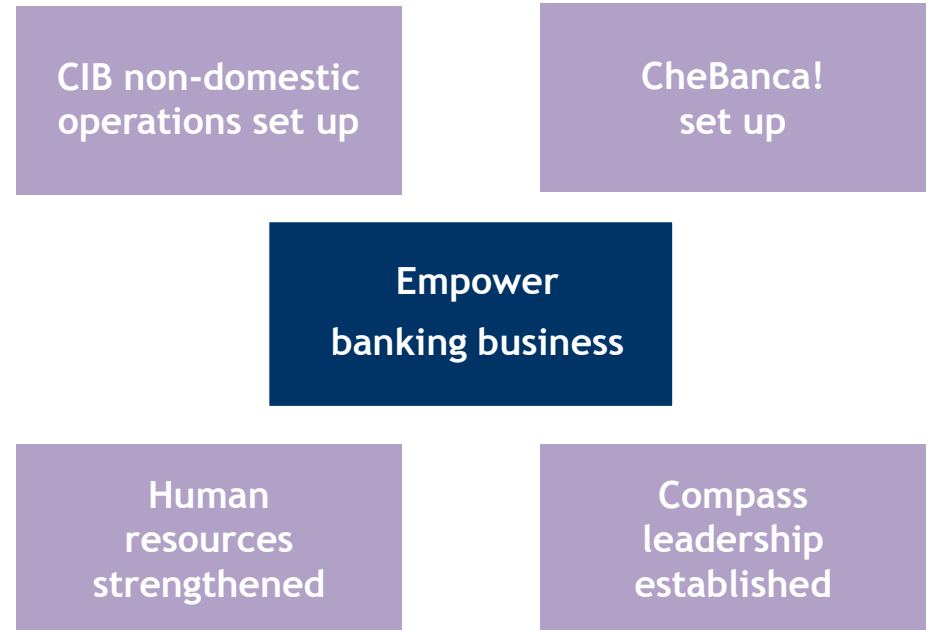 CIB non-domestic
operations set up
CheBanca!
set up
Empower
banking business
Human
resources
strengthened
Compass
leadership
established